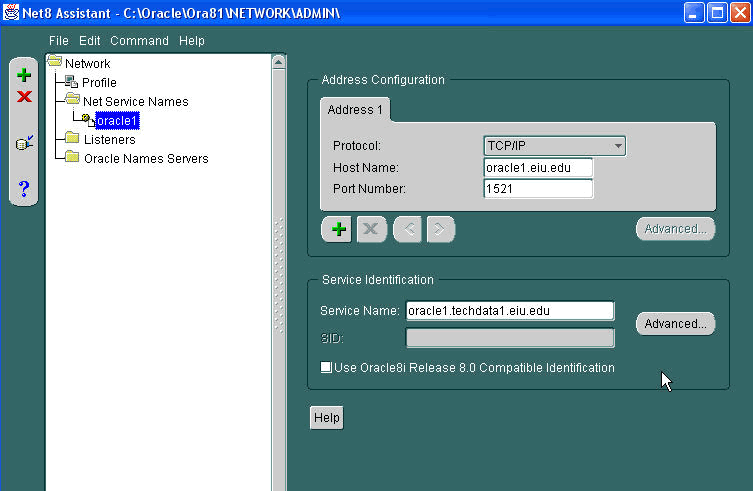 Net8 Assistant - C:\Oracle\Ora81\NETWORK\ADMIN\
File Edit Command Help
Network
Profile
Net Service Names
oracle1
Listeners
Oracle Names Servers
Address Configuration
Address 1
Protocol: TCP/IP
Host Name: oracle1.eiu.edu
Port Number: 1521
Advanced...
Service Identification
Service Name: oracle1.techdata1.eiu.edu
Advanced...
SID:
Use Oracle8i Release 8.0 Compatible Identification
Help